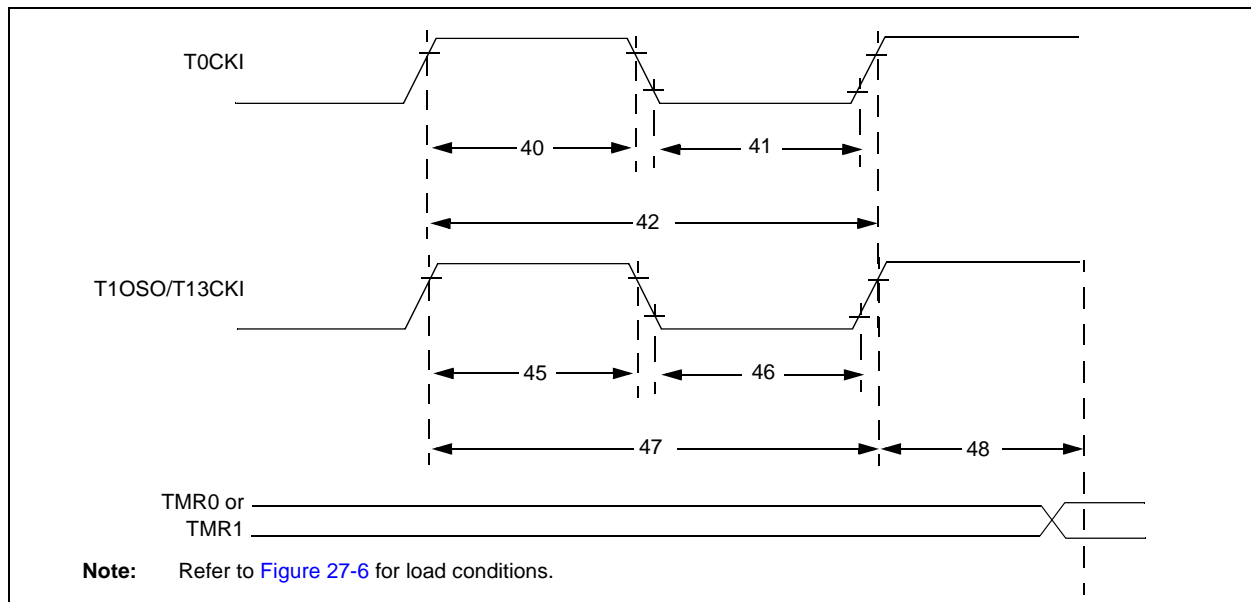 T0CKI
40
41
42
T1OSO/T13CKI
45
46
47
48
TMR0 or
TMR1
Note: Refer to Figure 27-6 for load conditions.